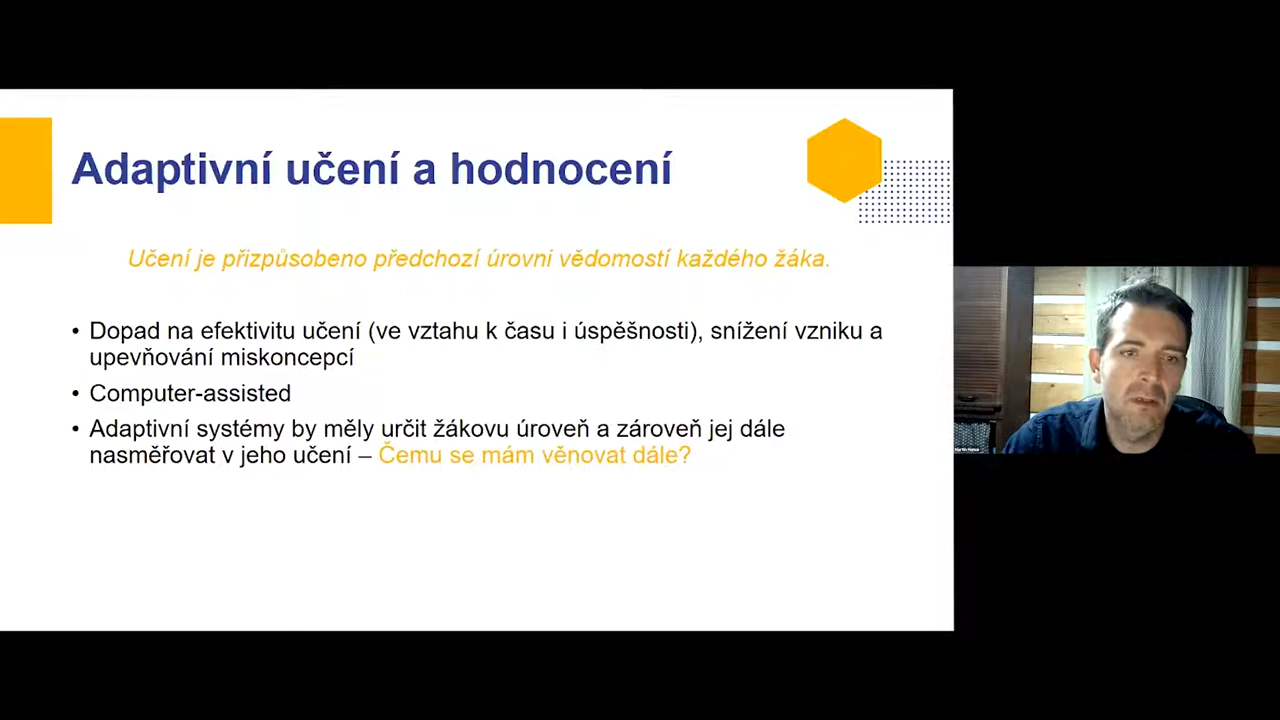 Adaptivní učení a hodnocení
Učení je přizpůsobeno předchozí úrovni vědomostí každého žáka.
• Dopad na efektivitu učení (ve vztahu k času i úspěšnosti), snížení vzniku a
upevňování miskoncepcí
• Computer-assisted
• Adaptivní systémy by měly určit žákovu úroveň a zároveň jej dále
nasměřovat v jeho učení – Čemu se mám věnovat dále?